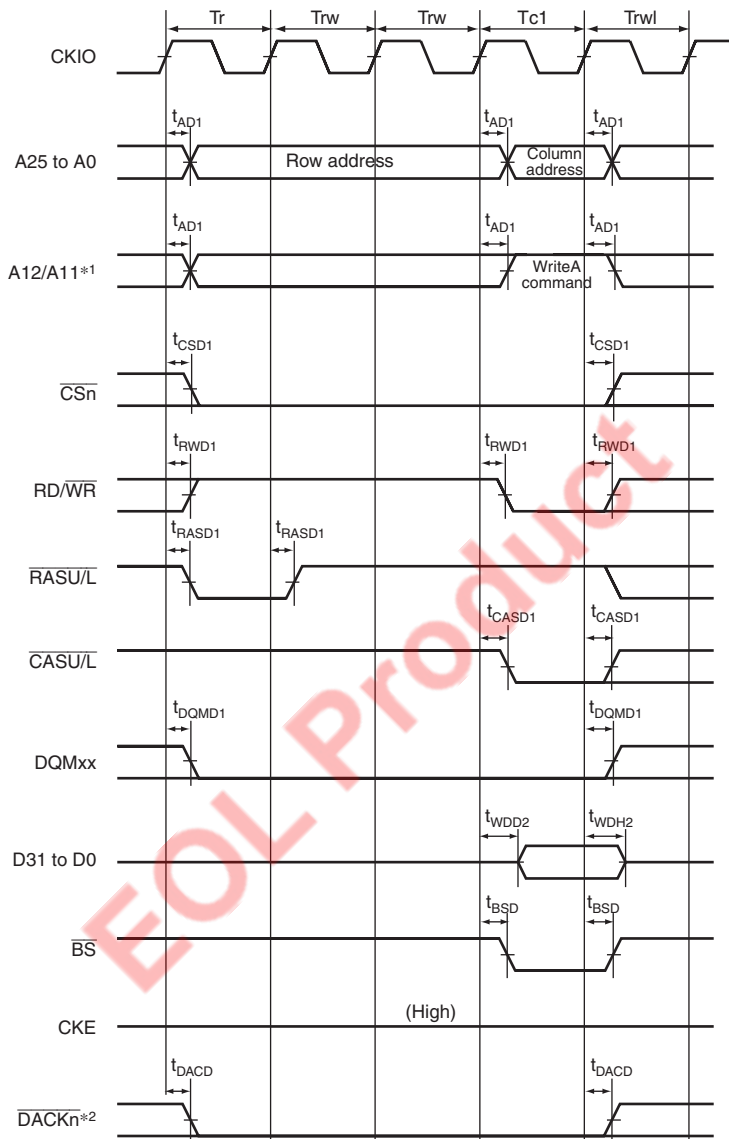 Tr Trw Trw Tc1 Trwl
CKIO
tAD1 tAD1 tAD1
A25 to A0 Row address Column address
tAD1 tAD1 tAD1
A12/A11*1 WriteA command
tCSD1 tCSD1
CSn
tRWD1 tRWD1 tRWD1
RD/WR
tRASD1 tRASD1
RASU/L
tCASD1 tCASD1
CASU/L
tDQMD1 tDQMD1
DQMxx
tWDD2 tWDH2
D31 to D0
tBSD tBSD
BS
CKE (High)
tDACD tDACD
DACKn*2
EOL Product